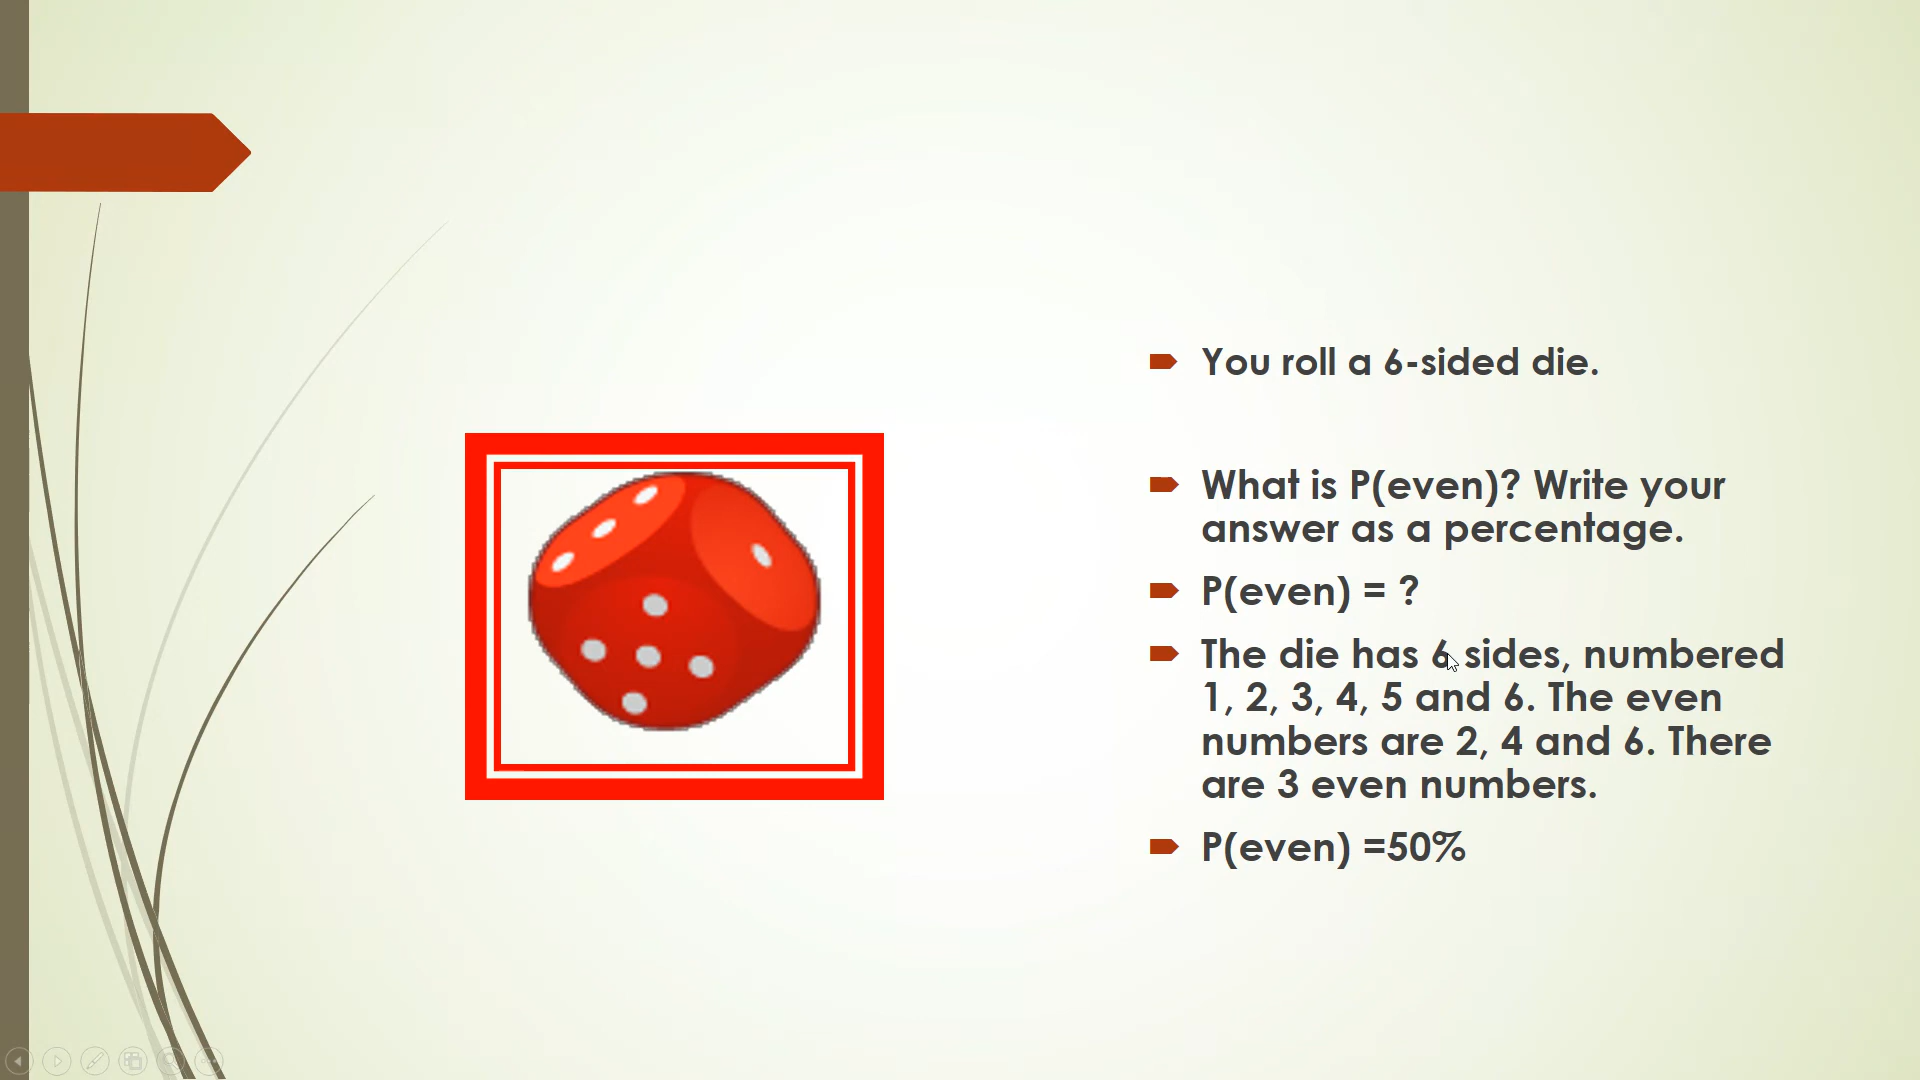 You roll a 6-sided die.
What is P(even)? Write your
answer as a percentage.
P(even) = ?
The die has 6 sides, numbered
1, 2, 3, 4, 5 and 6. The even
numbers are 2, 4 and 6. There
are 3 even numbers.
P(even) =50%